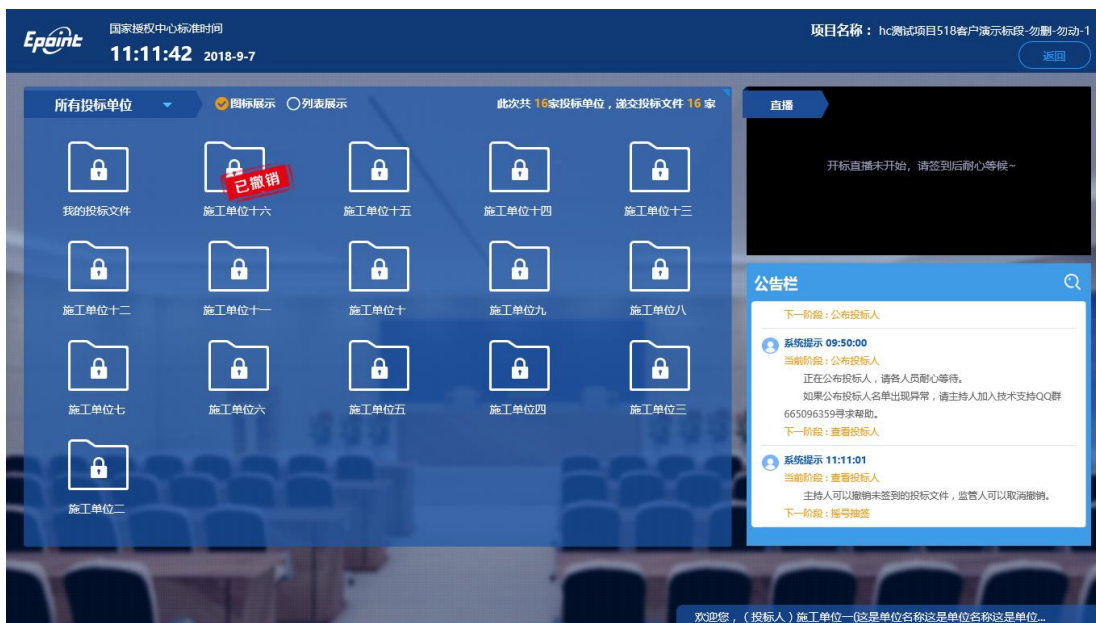 Epoint
国家授权中心标准时间
11:11:42 2018-9-7
项目名称：hc测试项目518客户演示标段-勿删-勿动-1
返回
所有投标单位
图标展示 列表展示
此次共 16家投标单位，递交投标文件 16 家
我的投标文件
已撤销
施工单位十六
施工单位十五
施工单位十四
施工单位十三
施工单位十二
施工单位十一
施工单位十
施工单位九
施工单位八
施工单位七
施工单位六
施工单位五
施工单位四
施工单位三
施工单位二
直播
开标直播未开始，请签到后耐心等候~
公告栏
下一阶段：公布投标人
系统提示 09:50:00
当前阶段：公布投标人
正在公布投标人，请各人员耐心等待。
如果公布投标人名单出现异常，请主持人加入技术支持QQ群
665096359寻求帮助。
下一阶段：查看投标人
系统提示 11:11:01
当前阶段：查看投标人
主持人可以撤销未签到的投标文件，监管人可以取消撤销。
下一阶段：摇号抽签
欢迎您，（投标人）施工单位一(这是单位名称这是单位名称这是单位...